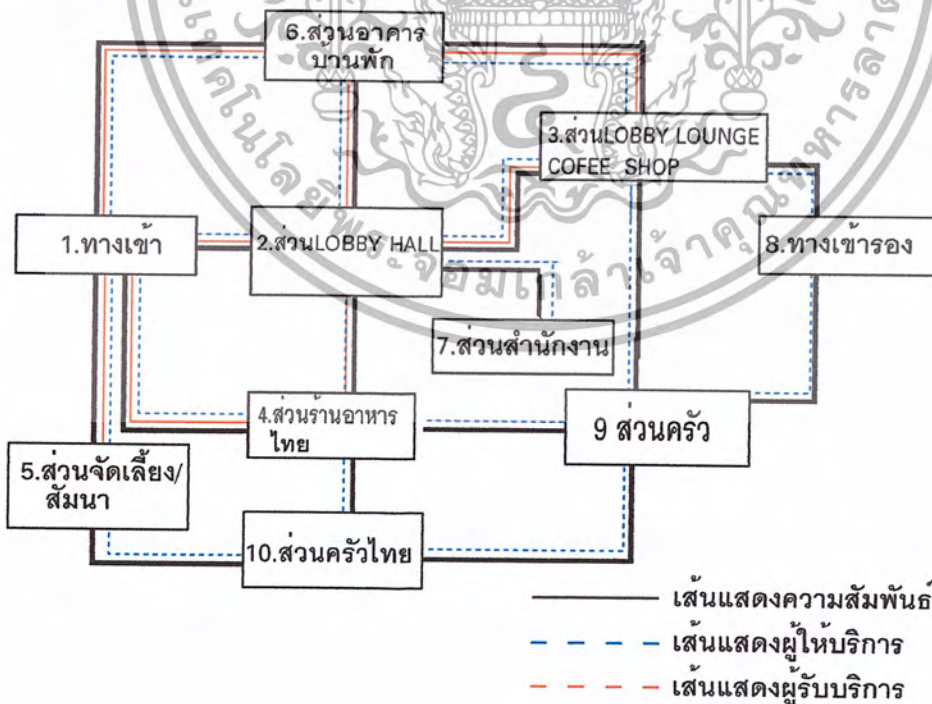 6.ส่วนอาคาร
บ้านพัก
3.ส่วนLOBBY LOUNGE
COFEE SHOP
1.ทางเข้า
2.ส่วนLOBBY HALL
8.ทางเข้ารอง
7.ส่วนสำนักงาน
4.ส่วนร้านอาหาร
ไทย
9 ส่วนครัว
5.ส่วนจัดเลี้ยง/
สัมนา
10.ส่วนครัวไทย
เส้นแสดงความสัมพันธ์
เส้นแสดงผู้ให้บริการ
เส้นแสดงผู้รับบริการ